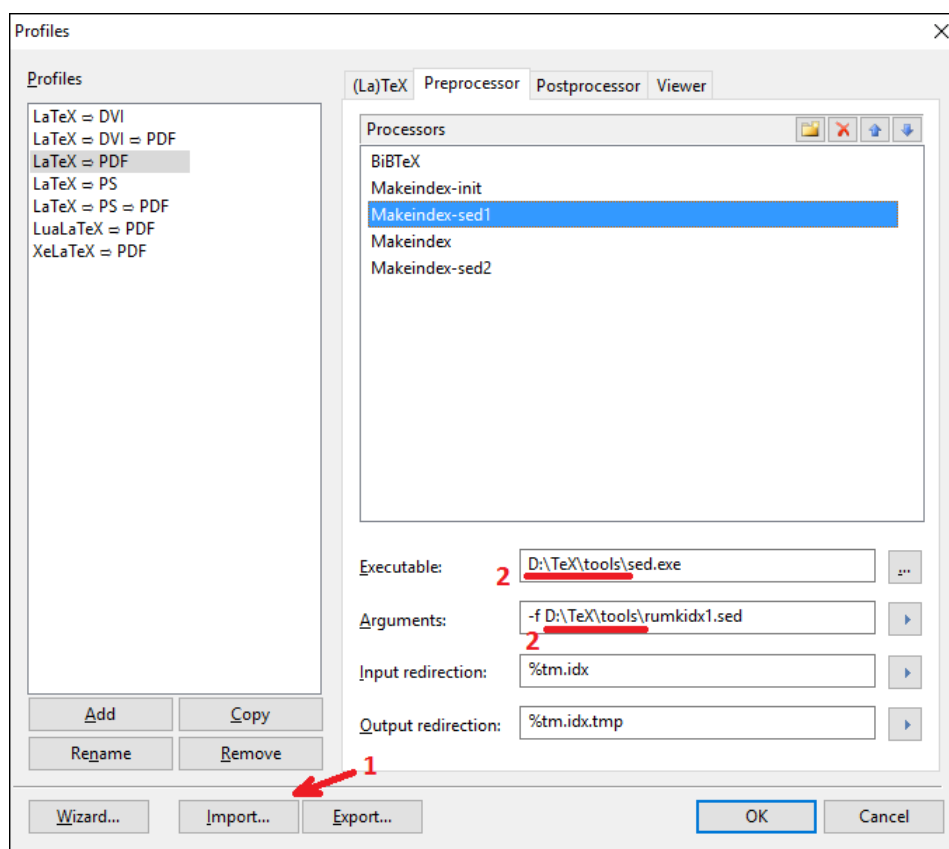 Profiles
Profiles
LaTeX ⇨ DVI
LaTeX ⇨ DVI ⇨ PDF
LaTeX ⇨ PDF
LaTeX ⇨ PS
LaTeX ⇨ PS ⇨ PDF
LuaLaTeX ⇨ PDF
XeLaTeX ⇨ PDF
Add
Copy
Rename
Remove
(La)TeX
Preprocessor
Postprocessor
Viewer
Processors
BiBTeX
Makeindex-init
Makeindex-sed1
Makeindex
Makeindex-sed2
Executable:
2
D:\TeX\tools\sed.exe
...
Arguments:
-f D:\TeX\tools\rumkidx1.sed
2
Input redirection:
%tm.idx
Output redirection:
%tm.idx.tmp
1
Wizard...
Import...
Export...
OK
Cancel